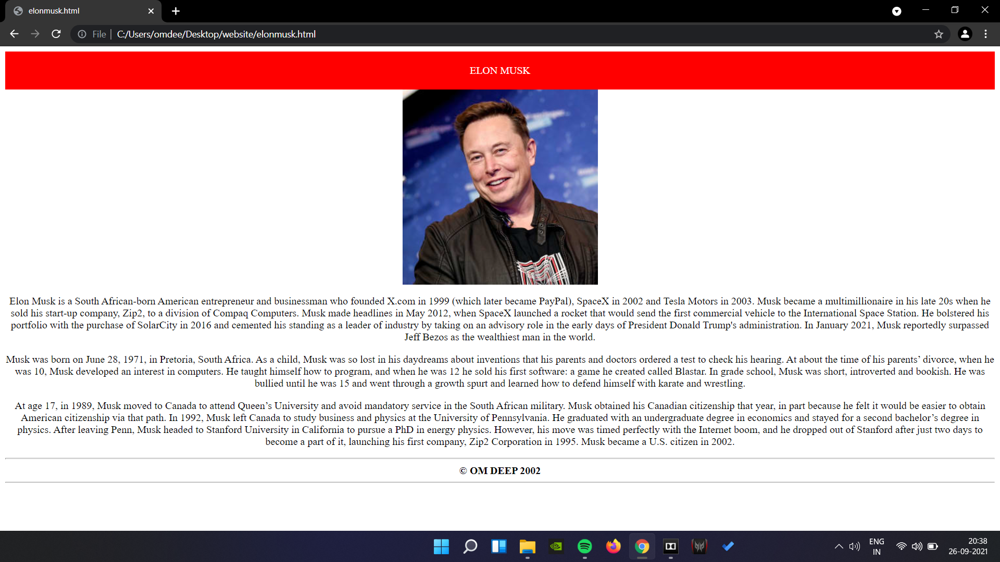 elonmusk.html
File
C:/Users/omdee/Desktop/website/elonmusk.html
ELON MUSK
Elon Musk is a South African-born American entrepreneur and businessman who founded X.com in 1999 (which later became PayPal), SpaceX in 2002 and Tesla Motors in 2003. Musk became a multimillionaire in his late 20s when he
sold his start-up company, Zip2, to a division of Compaq Computers. Musk made headlines in May 2012, when SpaceX launched a rocket that would send the first commercial vehicle to the International Space Station. He bolstered his
portfolio with the purchase of SolarCity in 2016 and cemented his standing as a leader of industry by taking on an advisory role in the early days of President Donald Trump's administration. In January 2021, Musk reportedly surpassed
Jeff Bezos as the wealthiest man in the world.
Musk was born on June 28, 1971, in Pretoria, South Africa. As a child, Musk was so lost in his daydreams about inventions that his parents and doctors ordered a test to check his hearing. At about the time of his parents’ divorce, when he
was 10, Musk developed an interest in computers. He taught himself how to program, and when he was 12 he sold his first software: a game he created called Blastar. In grade school, Musk was short, introverted and bookish. He was
bullied until he was 15 and went through a growth spurt and learned how to defend himself with karate and wrestling.
At age 17, in 1989, Musk moved to Canada to attend Queen’s University and avoid mandatory service in the South African military. Musk obtained his Canadian citizenship that year, in part because he felt it would be easier to obtain
American citizenship via that path. In 1992, Musk left Canada to study business and physics at the University of Pennsylvania. He graduated with an undergraduate degree in economics and stayed for a second bachelor’s degree in
physics. After leaving Penn, Musk headed to Stanford University in California to pursue a PhD in energy physics. However, his move was timed perfectly with the Internet boom, and he dropped out of Stanford after just two days to
become a part of it, launching his first company, Zip2 Corporation in 1995. Musk became a U.S. citizen in 2002.
© OM DEEP 2002
ENG
IN
20:38
26-09-2021